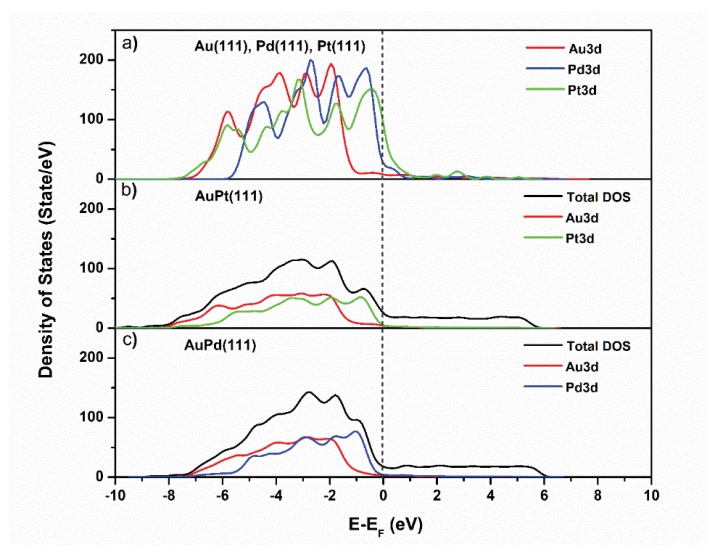 a)
Au(111), Pd(111), Pt(111)
Au3d
Pd3d
Pt3d
200
100
0
b)
AuPt(111)
Total DOS
Au3d
Pt3d
200
100
0
c)
AuPd(111)
Total DOS
Au3d
Pd3d
200
100
0
Density of States (State/eV)
-10 -8 -6 -4 -2 0 2 4 6 8 10
E-EF (eV)